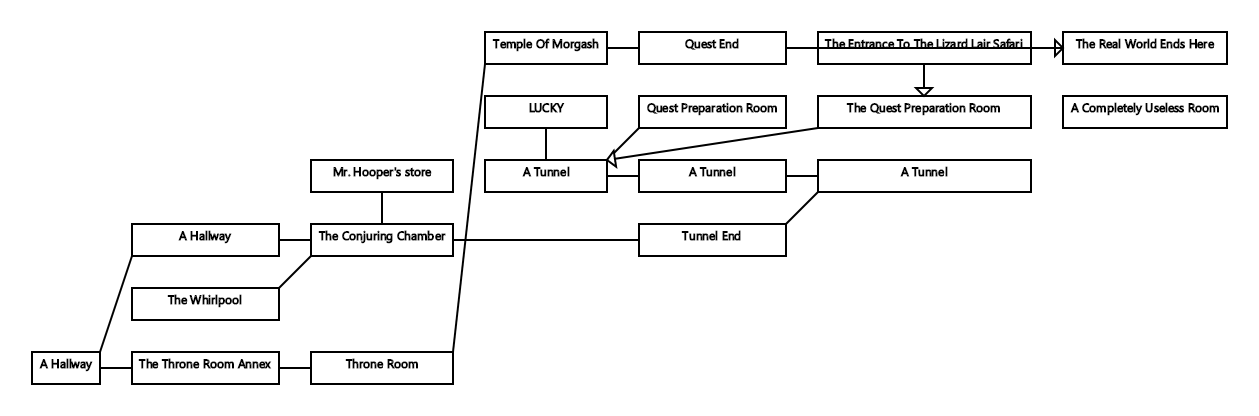 Temple Of Morgash
Quest End
The Entrance To The Lizard Lair Safari
The Real World Ends Here
LUCKY
Quest Preparation Room
The Quest Preparation Room
A Completely Useless Room
Mr. Hooper's store
A Tunnel
A Tunnel
A Tunnel
A Hallway
The Conjuring Chamber
Tunnel End
The Whirlpool
A Hallway
The Throne Room Annex
Throne Room